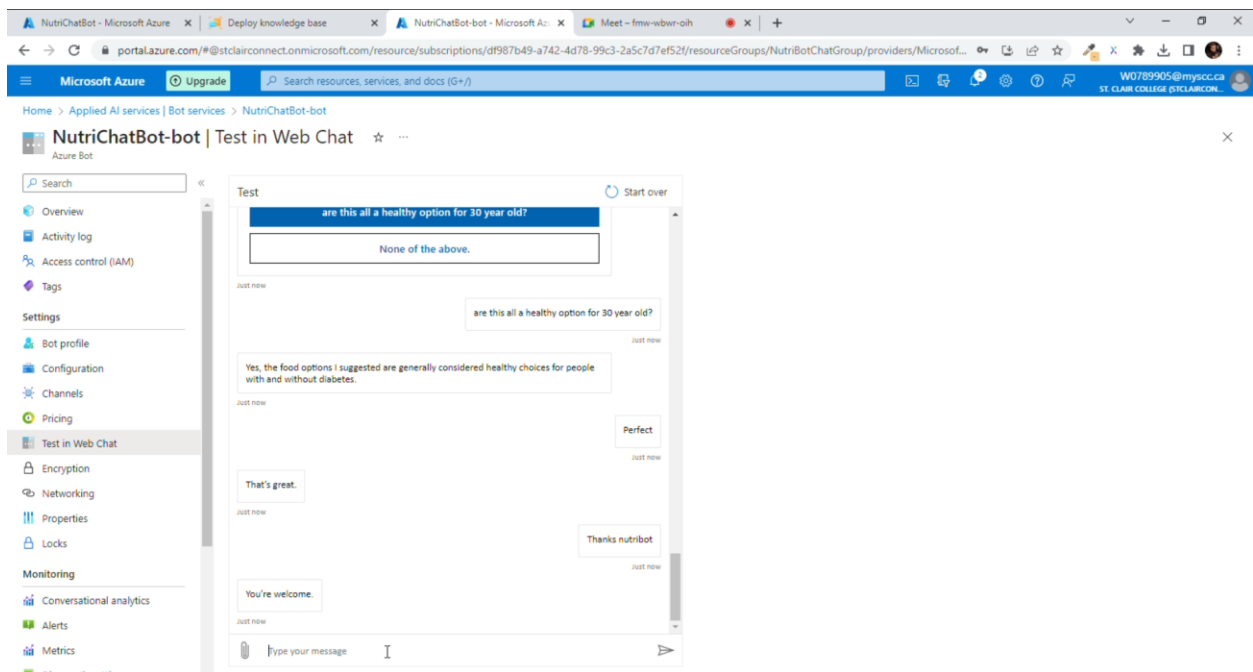 NutriChatBot - Microsoft Azure
Deploy knowledge base
NutriChatBot-bot - Microsoft Az
Meet – fmw-wbwr-oih
portal.azure.com/#@stclairconnect.onmicrosoft.com/resource/subscriptions/df987b49-a742-4d78-99c3-2a5c7d7ef52f/resourceGroups/NutriBotChatGroup/providers/Microsof...
Microsoft Azure
Upgrade
Search resources, services, and docs (G+/)
2
W0789905@myscc.ca
ST. CLAIR COLLEGE (STCLAIRCON...
Home > Applied AI services | Bot services > NutriChatBot-bot
NutriChatBot-bot | Test in Web Chat
Azure Bot
Search
Overview
Activity log
Access control (IAM)
Tags
Settings
Bot profile
Configuration
Channels
Pricing
Test in Web Chat
Encryption
Networking
Properties
Locks
Monitoring
Conversational analytics
Alerts
Metrics
Test
Start over
are this all a healthy option for 30 year old?
None of the above.
Just now
are this all a healthy option for 30 year old?
Just now
Yes, the food options I suggested are generally considered healthy choices for people
with and without diabetes.
Just now
Perfect
Just now
That's great.
Just now
Thanks nutribot
Just now
You're welcome.
Just now
Type your message